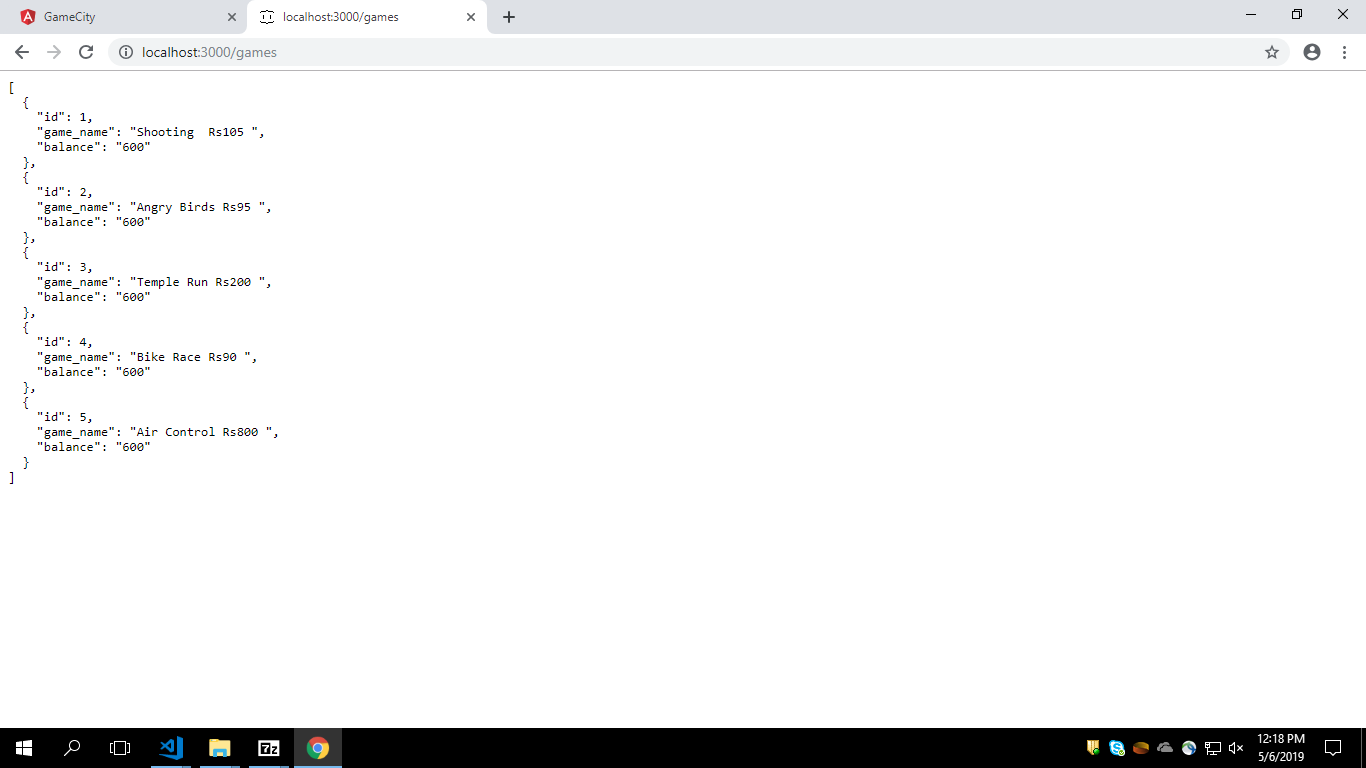 GameCity
localhost:3000/games
localhost:3000/games
[
  {
    "id": 1,
    "game_name": "Shooting  Rs105 ",
    "balance": "600"
  },
  {
    "id": 2,
    "game_name": "Angry Birds Rs95 ",
    "balance": "600"
  },
  {
    "id": 3,
    "game_name": "Temple Run Rs200 ",
    "balance": "600"
  },
  {
    "id": 4,
    "game_name": "Bike Race Rs90 ",
    "balance": "600"
  },
  {
    "id": 5,
    "game_name": "Air Control Rs800 ",
    "balance": "600"
  }
]
7z
12:18 PM
5/6/2019